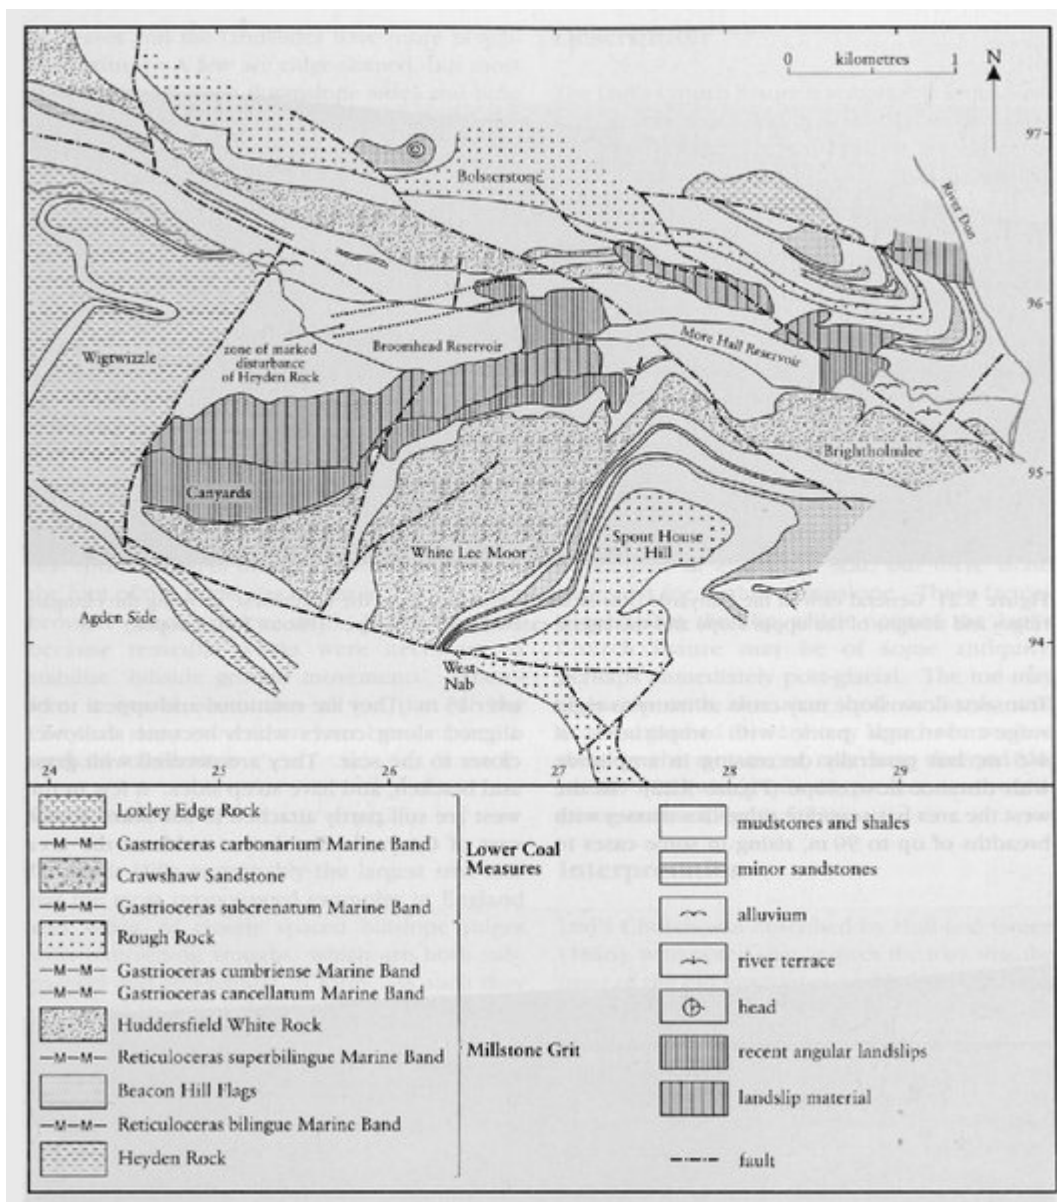 0
kilometres
1
N
97
Bolsterstone
River Don
96
Wigtwizzle
zone of marked
disturbance
of Heyden Rock
Broomhead Reservoir
More Hall Reservoir
Brightholmlee
95
Canyards
White Lee Moor
Spout House
Hill
Agden Side
94
West
Nab
24
25
26
27
28
29
Loxley Edge Rock
M M Gastrioceras carbonarium Marine Band
Crawshaw Sandstone
M M Gastrioceras subcrenatum Marine Band
Rough Rock
M M Gastrioceras cumbriense Marine Band
M M Gastrioceras cancellatum Marine Band
Huddersfield White Rock
M M Reticuloceras superbilingue Marine Band
Beacon Hill Flags
M M Reticuloceras bilingue Marine Band
Heyden Rock
Lower Coal
Measures
Millstone Grit
mudstones and shales
minor sandstones
alluvium
river terrace
head
recent angular landslips
landslip material
fault